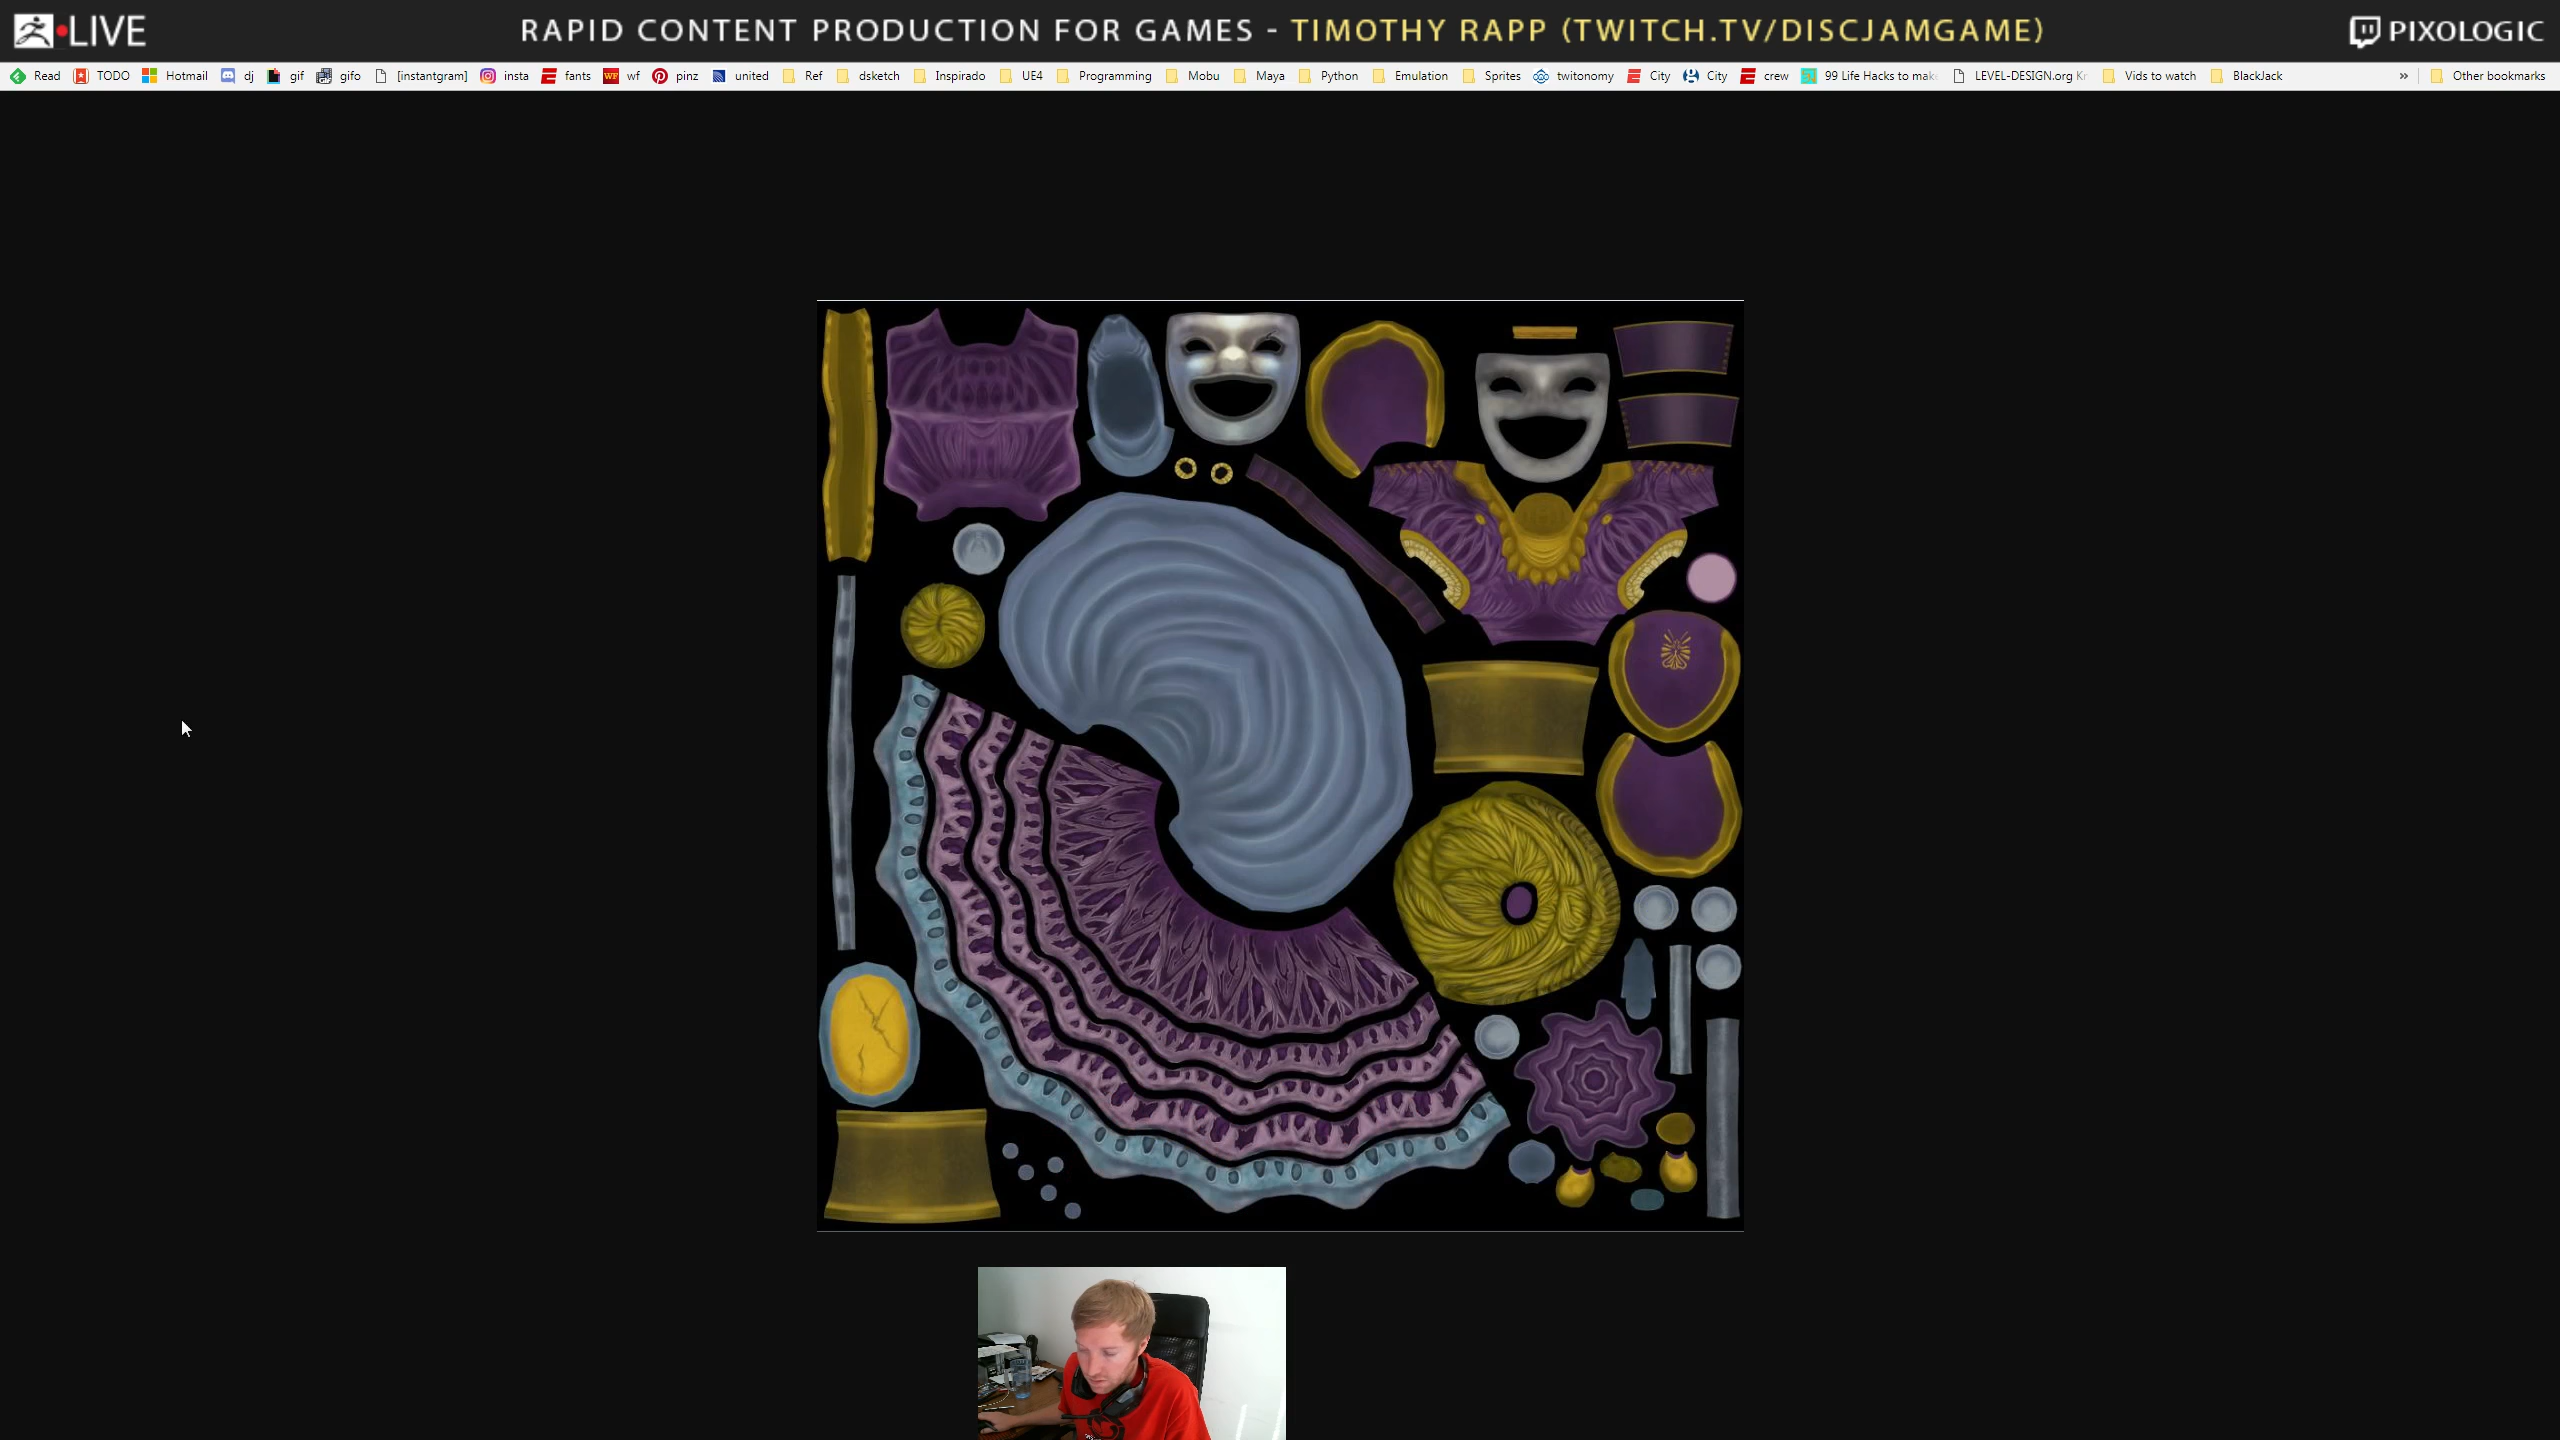 LIVE RAPID CONTENT PRODUCTION FOR GAMES - TIMOTHY RAPP (TWITCH.TV/DISCJAMGAME) PIXOLOGIC
Read TODO Hotmail dj gif gifo [instantgram] insta fants wf pinz united Ref dsketch Inspirado UE4 Programming Mobu Maya Python Emulation Sprites twitonomy City City crew 99 Life Hacks to mak LEVEL-DESIGN.org Kr Vids to watch BlackJack » Other bookmarks